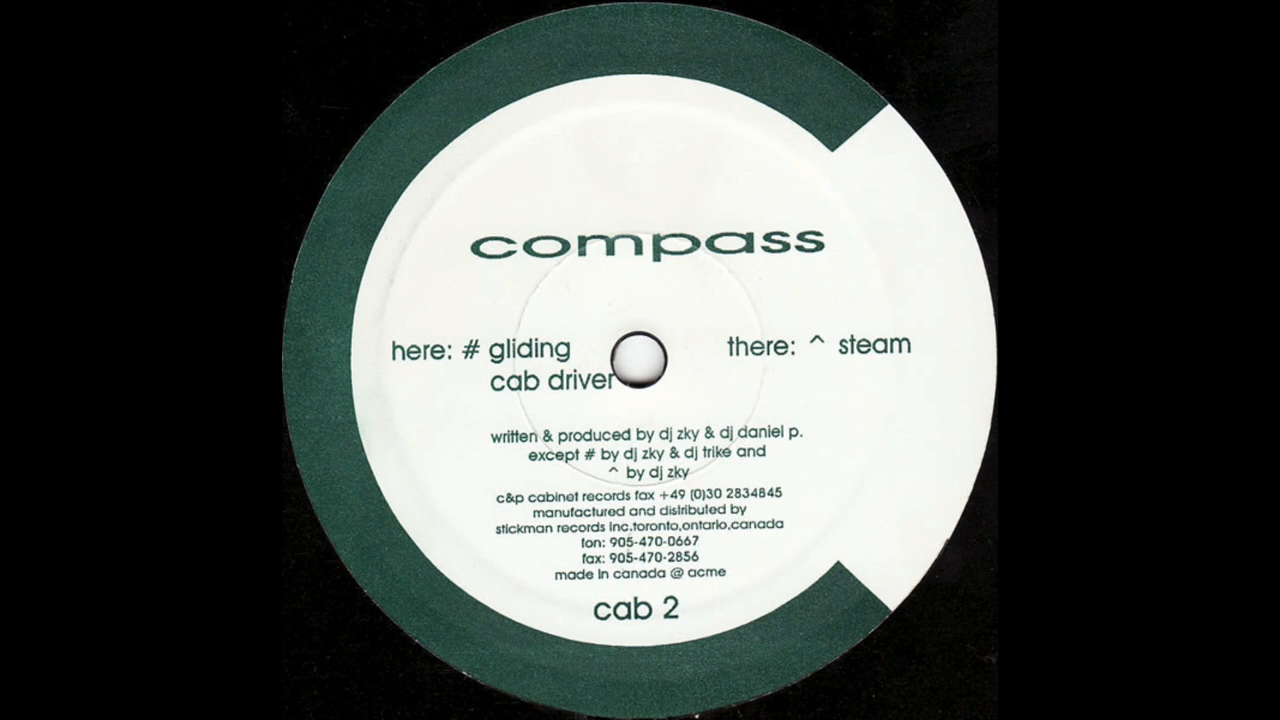 compass
here: # gliding
cab driver
there: ^ steam
written & produced by dj zky & dj daniel p.
except # by dj zky & dj trike and
^ by dj zky
c&p cabinet records fax +49 (0)30 2834845
manufactured and distributed by
stickman records inc.toronto,ontario,canada
fon: 905-470-0667
fax: 905-470-2856
made in canada @ acme
cab 2